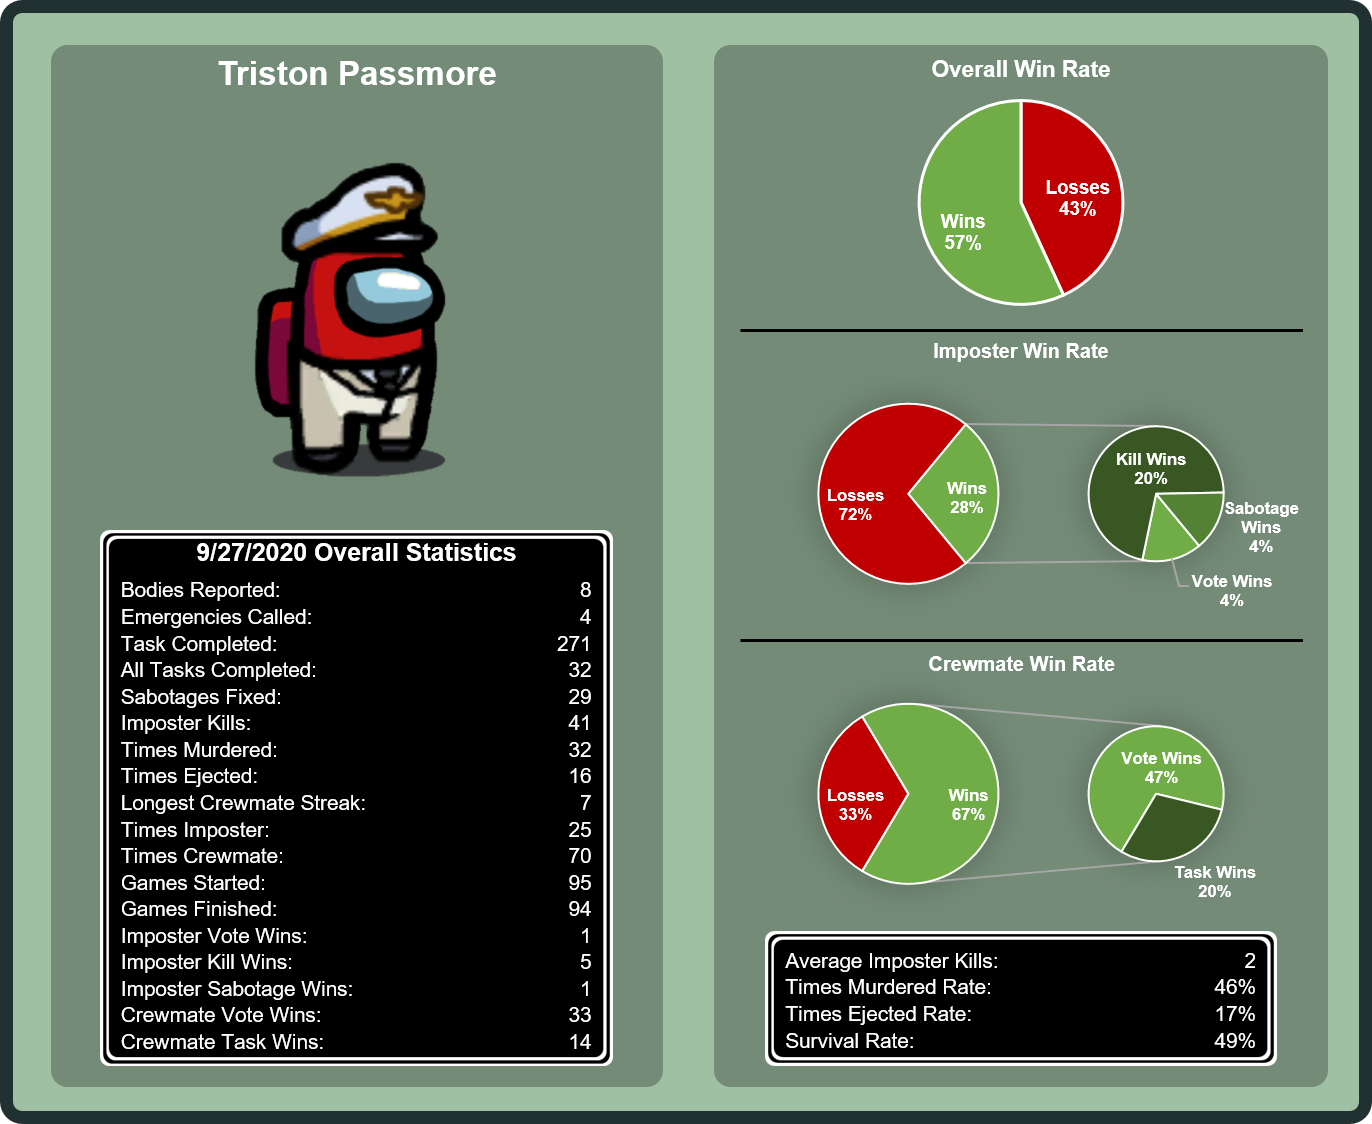 Triston Passmore
9/27/2020 Overall Statistics
Bodies Reported: 8
Emergencies Called: 4
Task Completed: 271
All Tasks Completed: 32
Sabotages Fixed: 29
Imposter Kills: 41
Times Murdered: 32
Times Ejected: 16
Longest Crewmate Streak: 7
Times Imposter: 25
Times Crewmate: 70
Games Started: 95
Games Finished: 94
Imposter Vote Wins: 1
Imposter Kill Wins: 5
Imposter Sabotage Wins: 1
Crewmate Vote Wins: 33
Crewmate Task Wins: 14
Overall Win Rate
Losses
43%
Wins
57%
Imposter Win Rate
Losses
72%
Wins
28%
Kill Wins
20%
Sabotage
Wins
4%
Vote Wins
4%
Crewmate Win Rate
Losses
33%
Wins
67%
Vote Wins
47%
Task Wins
20%
Average Imposter Kills: 2
Times Murdered Rate: 46%
Times Ejected Rate: 17%
Survival Rate: 49%